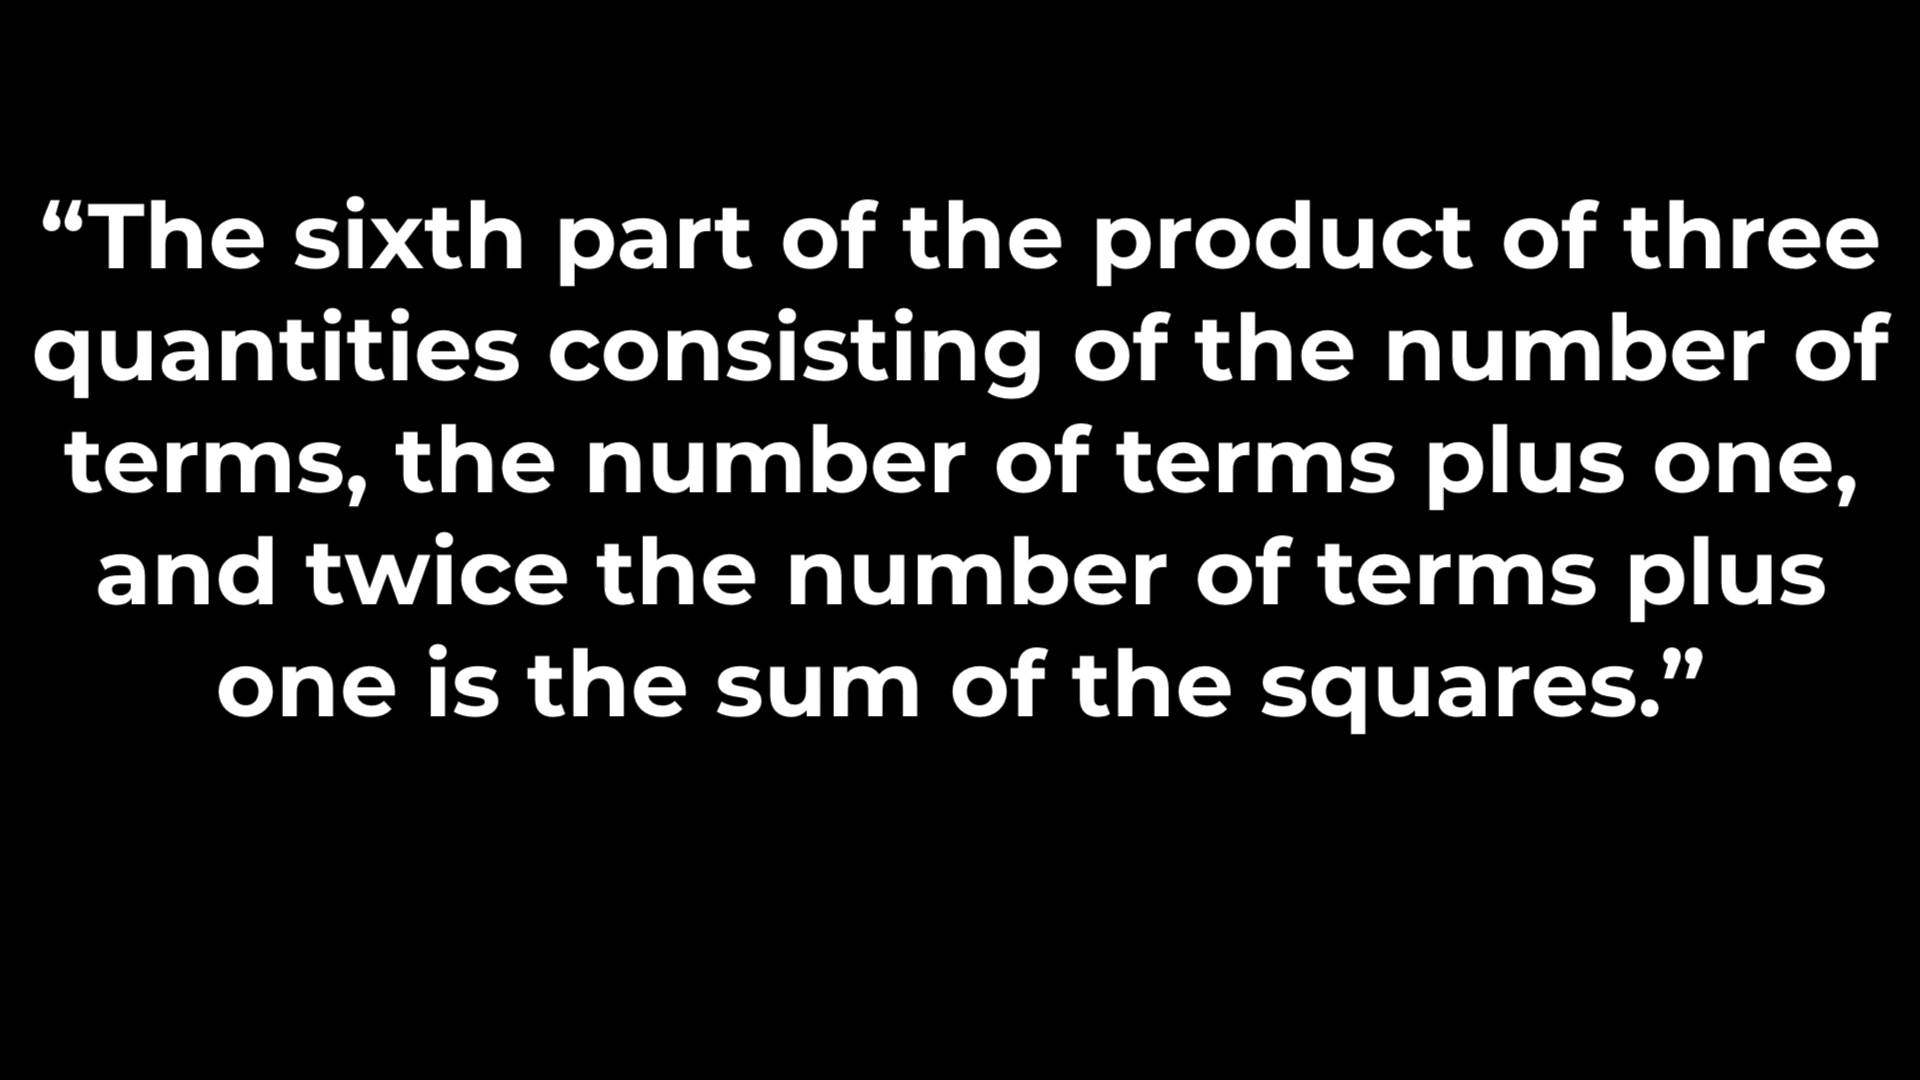 “The sixth part of the product of three
quantities consisting of the number of
terms, the number of terms plus one,
and twice the number of terms plus
one is the sum of the squares.”